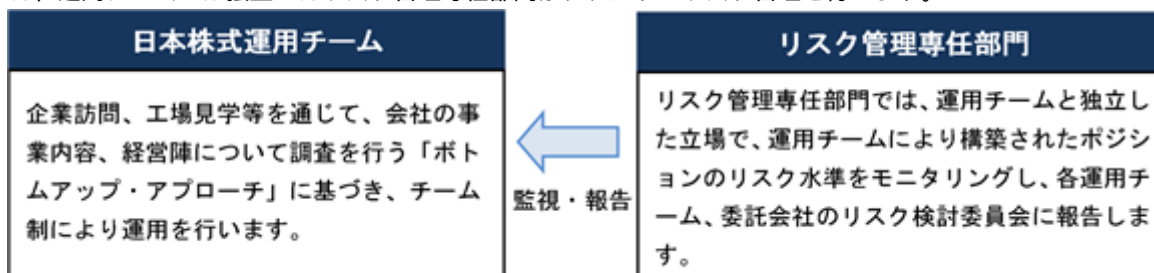 日本株式運用チーム
企業訪問、工場見学等を通じて、会社の事
業内容、経営陣について調査を行う「ボト
ムアップ・アプローチ」に基づき、チーム
制により運用を行います。
監視・報告
リスク管理専任部門
リスク管理専任部門では、運用チームと独立し
た立場で、運用チームにより構築されたポジシ
ョンのリスク水準をモニタリングし、各運用チ
ーム、委託会社のリスク検討委員会に報告しま
す。